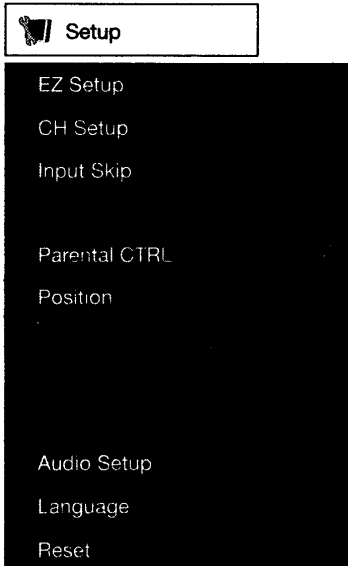 Setup
EZ Setup
CH Setup
Input Skip
Parental CTRL
Position
Audio Setup
Language
Reset